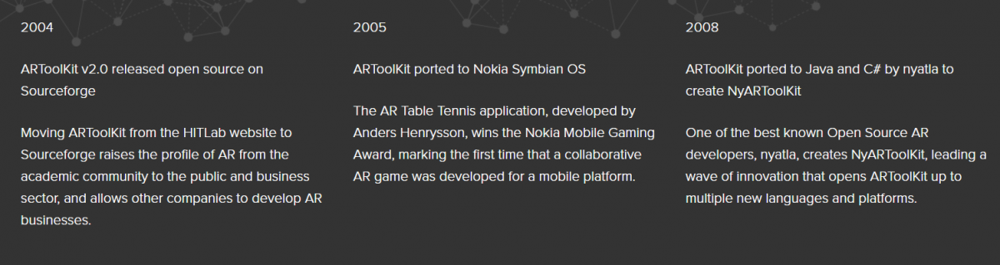 2004
ARToolKit v2.0 released open source on
Sourceforge
Moving ARToolKit from the HITLab website to
Sourceforge raises the profile of AR from the
academic community to the public and business
sector, and allows other companies to develop AR
businesses.
2005
ARToolKit ported to Nokia Symbian OS
The AR Table Tennis application, developed by
Anders Henrysson, wins the Nokia Mobile Gaming
Award, marking the first time that a collaborative
AR game was developed for a mobile platform.
2008
ARToolKit ported to Java and C# by nyatla to
create NyARToolKit
One of the best known Open Source AR
developers, nyatla, creates NyARToolKit, leading a
wave of innovation that opens ARToolKit up to
multiple new languages and platforms.